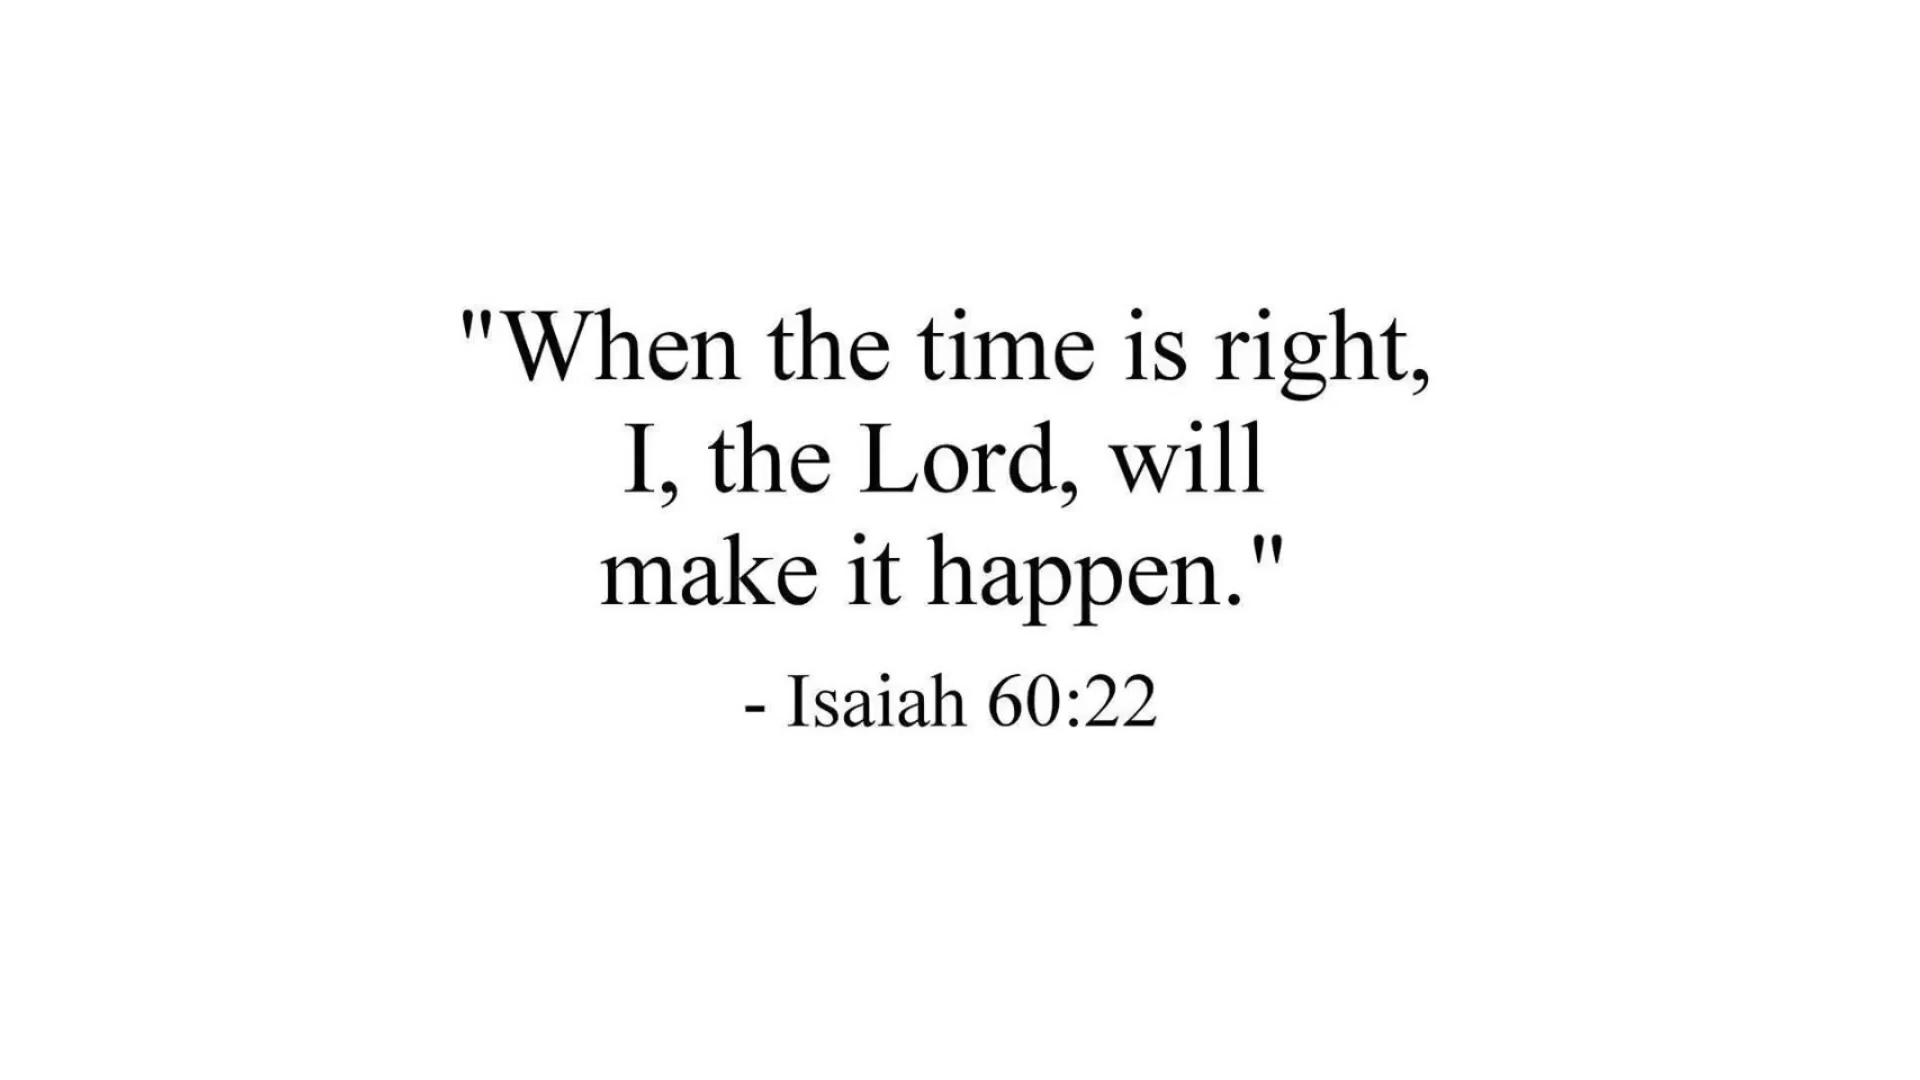 "When the time is right,
I, the Lord, will
make it happen."
- Isaiah 60:22